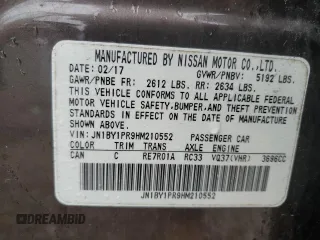 MANUFACTURED BY NISSAN MOTOR CO.,LTD.
DATE: 02/17 GVWR/PNBV: 5192 LBS.
GAWR/PNBE FR: 2612 LBS. RR: 2634 LBS.
THIS VEHICLE CONFORMS TO ALL APPLICABLE FEDERAL
MOTOR VEHICLE SAFETY,BUMPER,AND THEFT PREVENTION
STANDARDS IN EFFECT ON THE DATE OF MANUFACTURE
SHOWN ABOVE.
VIN: JN1BY1PR9HM210552 PASSENGER CAR
COLOR TRIM TRANS AXLE ENGINE
CAN C RE7R01A RC33 VQ37(VHR) 3696CC
JN1BY1PR9HM210552